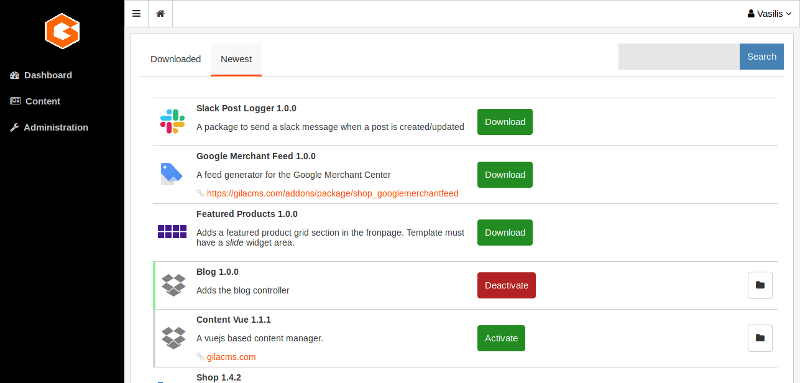 Vasilis
Dashboard
Content
Administration
Downloaded
Newest
Search
Slack Post Logger 1.0.0
A package to send a slack message when a post is created/updated
Download
Google Merchant Feed 1.0.0
A feed generator for the Google Merchant Center
https://gilacms.com/addons/package/shop_googlemerchantfeed
Download
Featured Products 1.0.0
Adds a featured product grid section in the fronpage. Template must
have a slide widget area.
Download
Blog 1.0.0
Adds the blog controller
Deactivate
Content Vue 1.1.1
A vuejs based content manager.
gilacms.com
Activate
Shop 1.4.2